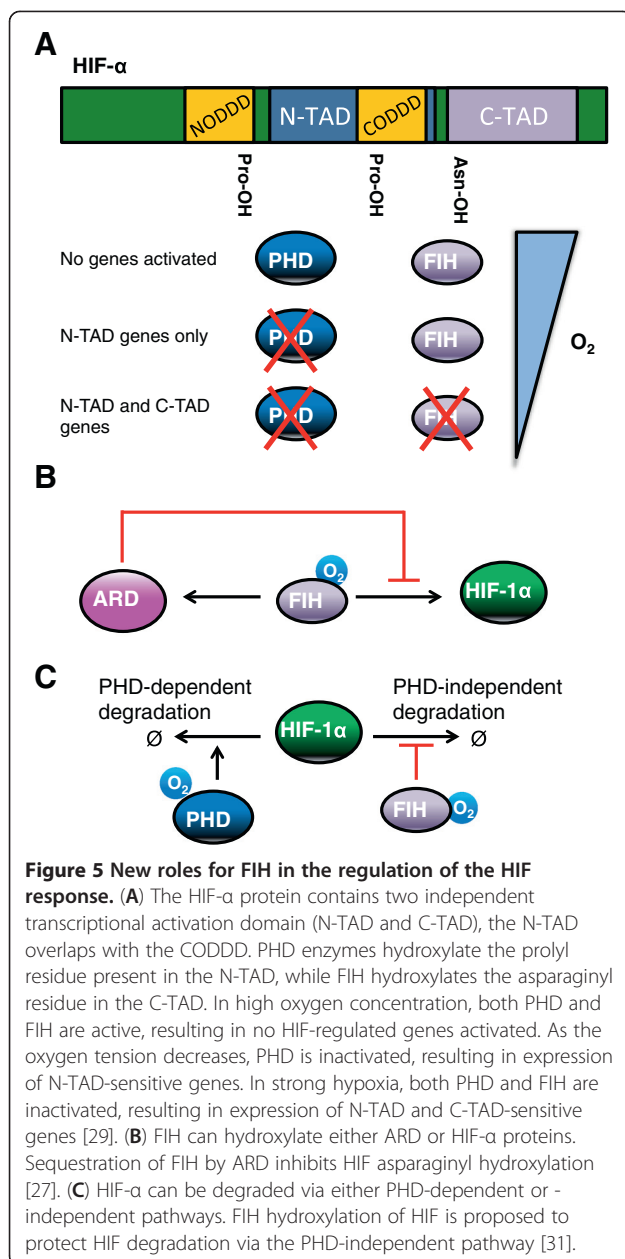 A
HIF-α
NODDD N-TAD CODDD C-TAD
Pro-OH Pro-OH Asn-OH
No genes activated PHD FIH
N-TAD genes only PHD FIH
O2
N-TAD and C-TAD
genes PHD FIH
B
O2
ARD FIH HIF-1α
C
PHD-dependent PHD-independent
degradation degradation
Ø HIF-1α Ø
O2
PHD FIH O2
Figure 5 New roles for FIH in the regulation of the HIF
response. (A) The HIF-α protein contains two independent
transcriptional activation domain (N-TAD and C-TAD), the N-TAD
overlaps with the CODDD. PHD enzymes hydroxylate the prolyl
residue present in the N-TAD, while FIH hydroxylates the asparaginyl
residue in the C-TAD. In high oxygen concentration, both PHD and
FIH are active, resulting in no HIF-regulated genes activated. As the
oxygen tension decreases, PHD is inactivated, resulting in expression
of N-TAD-sensitive genes. In strong hypoxia, both PHD and FIH are
inactivated, resulting in expression of N-TAD and C-TAD-sensitive
genes [29]. (B) FIH can hydroxylate either ARD or HIF-α proteins.
Sequestration of FIH by ARD inhibits HIF asparaginyl hydroxylation
[27]. (C) HIF-α can be degraded via either PHD-dependent or -
independent pathways. FIH hydroxylation of HIF is proposed to
protect HIF degradation via the PHD-independent pathway [31].